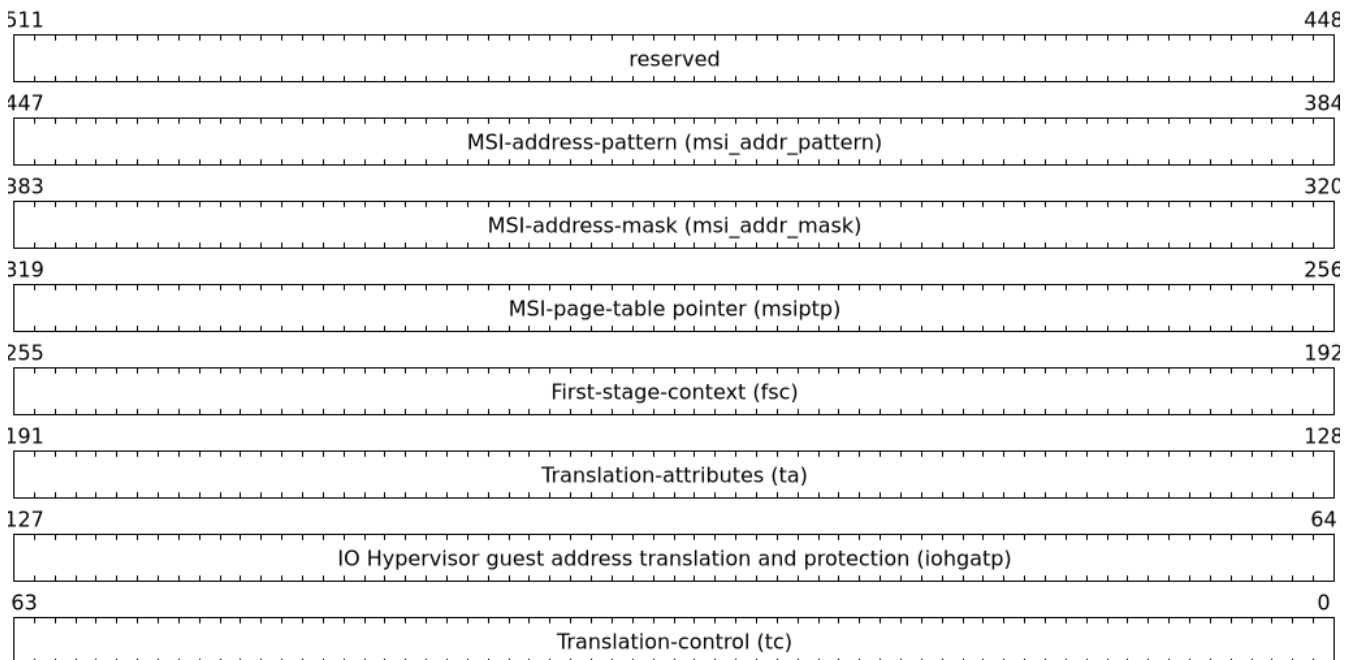 511 448
reserved
447 384
MSI-address-pattern (msi_addr_pattern)
383 320
MSI-address-mask (msi_addr_mask)
319 256
MSI-page-table pointer (msiptp)
255 192
First-stage-context (fsc)
191 128
Translation-attributes (ta)
127 64
IO Hypervisor guest address translation and protection (iohgatp)
63 0
Translation-control (tc)